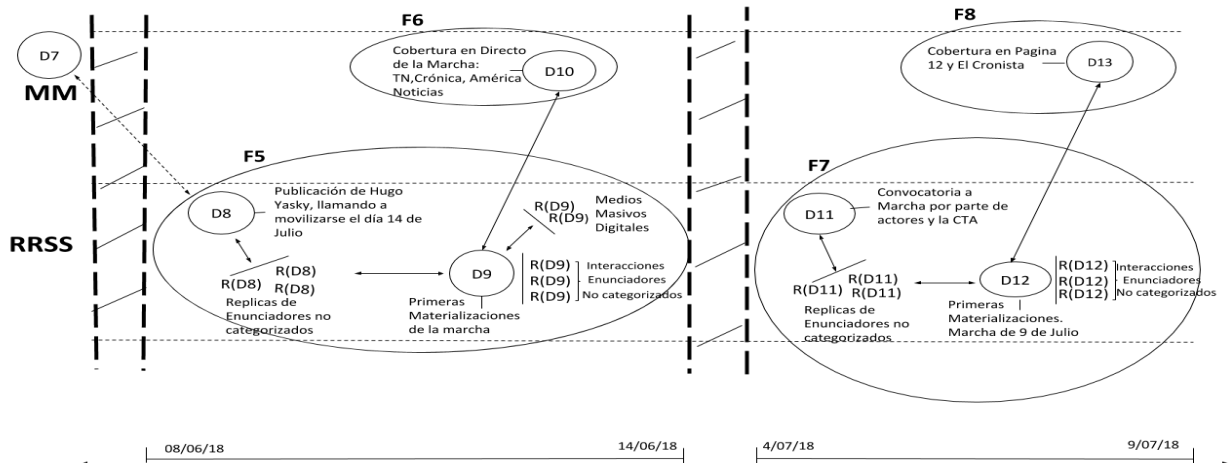 F6
F8
D7
MM
Cobertura en Directo
de la Marcha:
TN,Crónica, América
Noticias
D10
Cobertura en Pagina
12 y El Cronista
D13
F5
Publicación de Hugo
Yasky, llamando a
movilizarse el día 14 de
Julio
D8
R(D9)
R(D9)
Medios
Masivos
Digitales
RRSS
R(D8)
R(D8)
R(D8)
Replicas de
Enunciadores no
categorizados
D9
Primeras
Materializaciones
de la marcha
R(D9)
R(D9)
R(D9)
Interacciones
Enunciadores
No categorizados
F7
D11
Convocatoria a
Marcha por parte de
actores y la CTA
R(D11)
R(D11)
R(D11)
Replicas de
Enunciadores no
categorizados
D12
Primeras
Materializaciones.
Marcha de 9 de Julio
R(D12)
R(D12)
R(D12)
Interacciones
Enunciadores
No categorizados
08/06/18
14/06/18
4/07/18
9/07/18